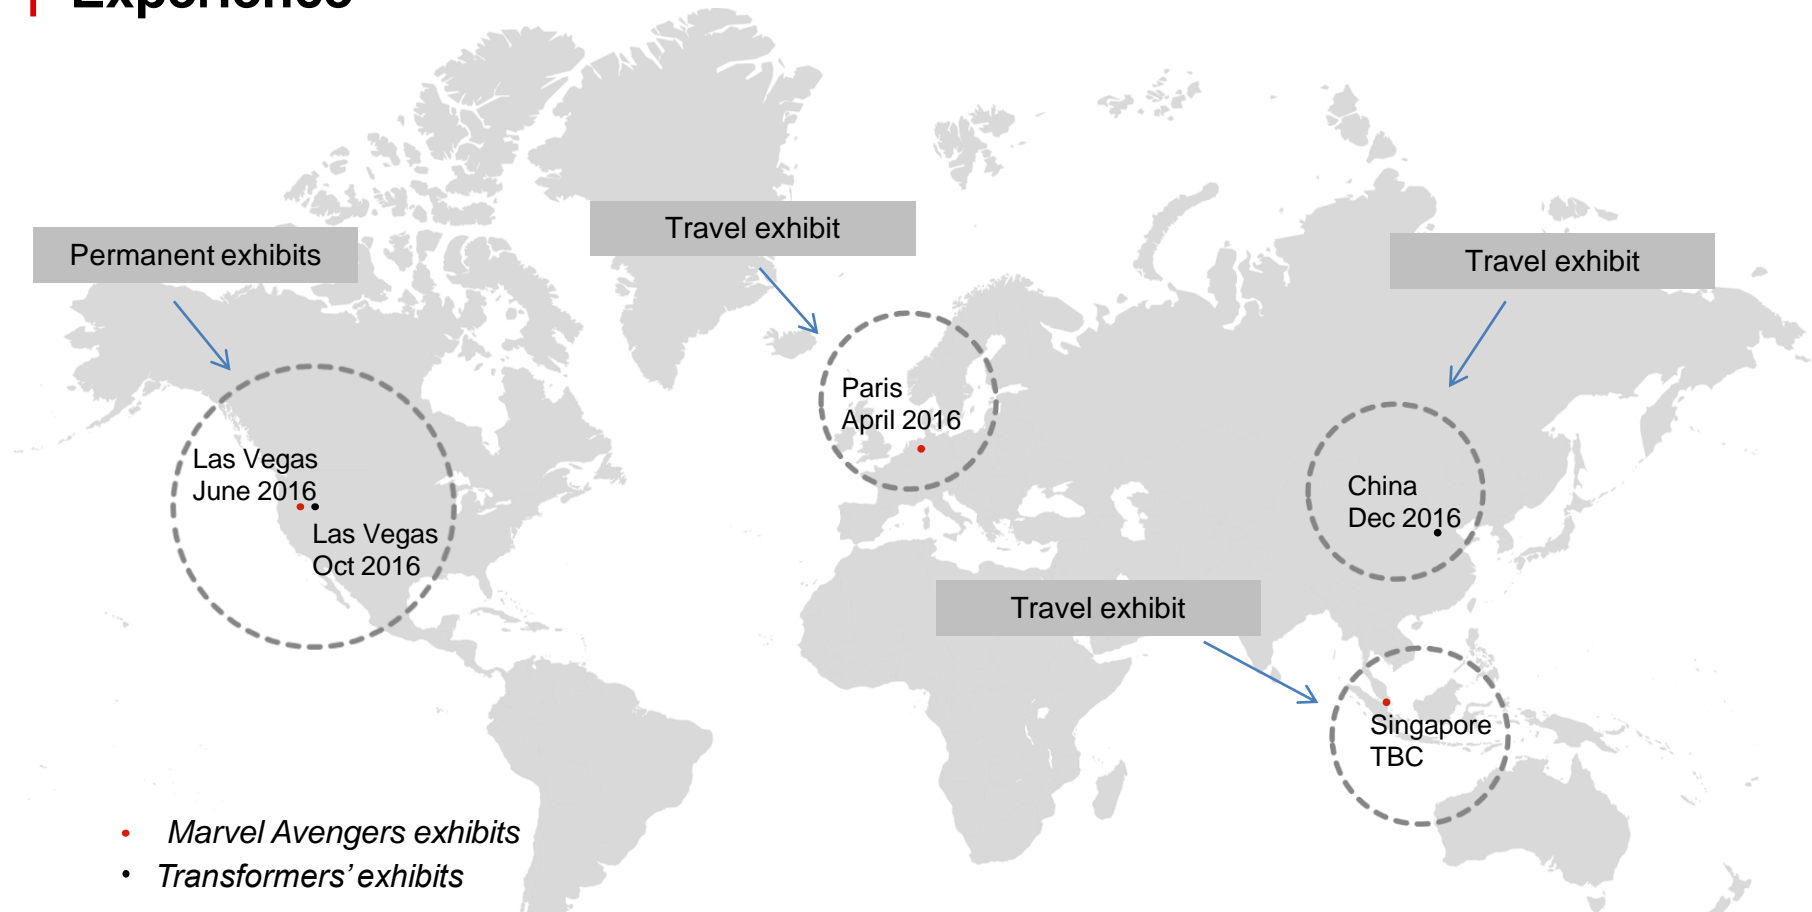 Experience
Travel exhibit
Permanent exhibits
Travel exhibit
Paris
April 2016
Las Vegas
June 2016
China
Dec 2016
Las Vegas
Oct 2016
Travel exhibit
Singapore
TBC
• Marvel Avengers exhibits
• Transformers’ exhibits